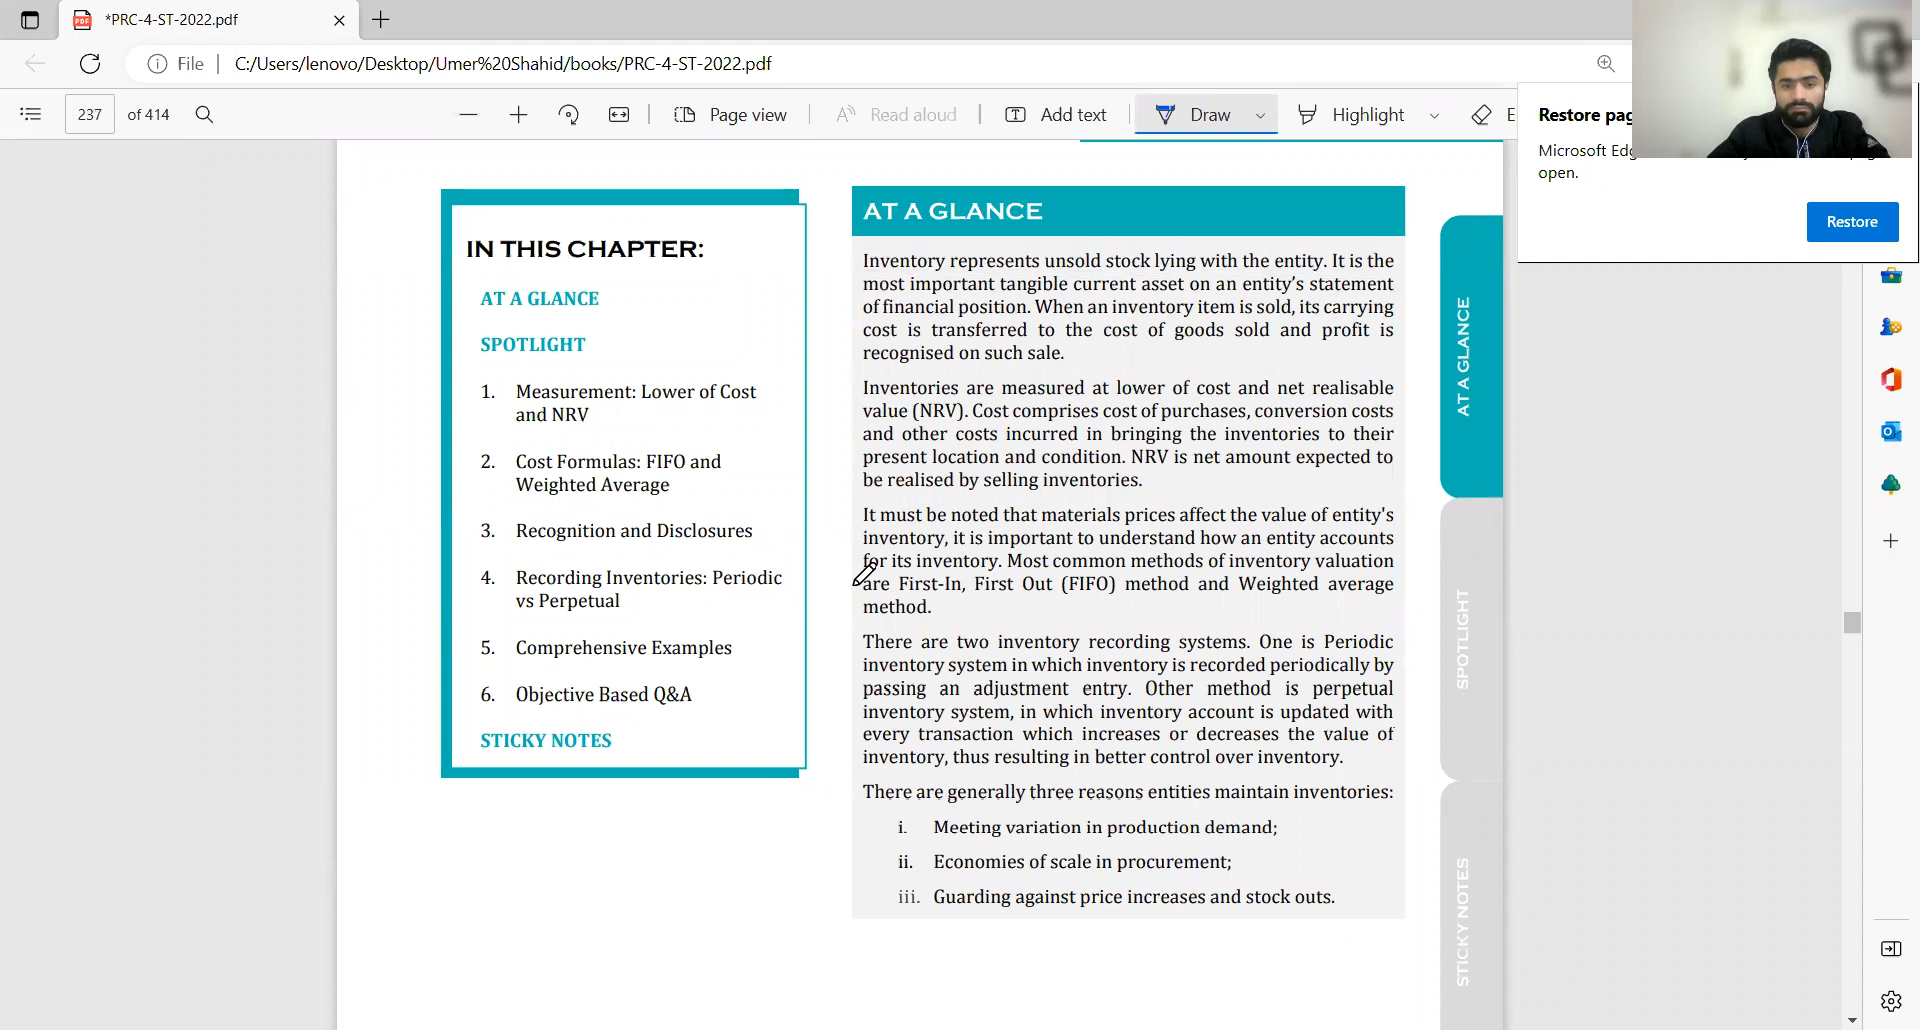 *PRC-4-ST-2022.pdf
File
C:/Users/lenovo/Desktop/Umer%20Shahid/books/PRC-4-ST-2022.pdf
237 of 414
Page view
Read aloud
Add text
Draw
Highlight
E
Restore pag
Microsoft Edg
open.
Restore
IN THIS CHAPTER:
AT A GLANCE
SPOTLIGHT
1. Measurement: Lower of Cost
and NRV
2. Cost Formulas: FIFO and
Weighted Average
3. Recognition and Disclosures
4. Recording Inventories: Periodic
vs Perpetual
5. Comprehensive Examples
6. Objective Based Q&A
STICKY NOTES
AT A GLANCE
Inventory represents unsold stock lying with the entity. It is the
most important tangible current asset on an entity's statement
of financial position. When an inventory item is sold, its carrying
cost is transferred to the cost of goods sold and profit is
recognised on such sale.
Inventories are measured at lower of cost and net realisable
value (NRV). Cost comprises cost of purchases, conversion costs
and other costs incurred in bringing the inventories to their
present location and condition. NRV is net amount expected to
be realised by selling inventories.
It must be noted that materials prices affect the value of entity's
inventory, it is important to understand how an entity accounts
for its inventory. Most common methods of inventory valuation
are First-In, First Out (FIFO) method and Weighted average
method.
There are two inventory recording systems. One is Periodic
inventory system in which inventory is recorded periodically by
passing an adjustment entry. Other method is perpetual
inventory system, in which inventory account is updated with
every transaction which increases or decreases the value of
inventory, thus resulting in better control over inventory.
There are generally three reasons entities maintain inventories:
i. Meeting variation in production demand;
ii. Economies of scale in procurement;
iii. Guarding against price increases and stock outs.
AT A GLANCE
SPOTLIGHT
STICKY NOTES